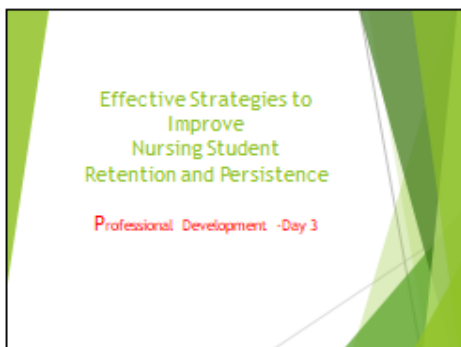 Effective Strategies to
Improve
Nursing Student
Retention and Persistence
Professional Development -Day 3